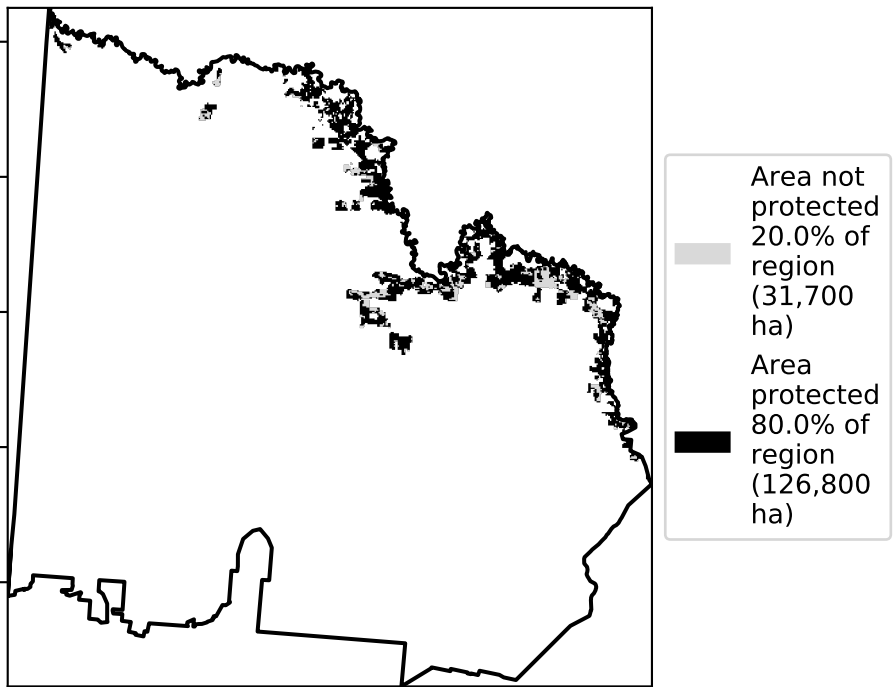 Area not
protected
20.0% of
region
(31,700
ha)
Area
protected
80.0% of
region
(126,800
ha)